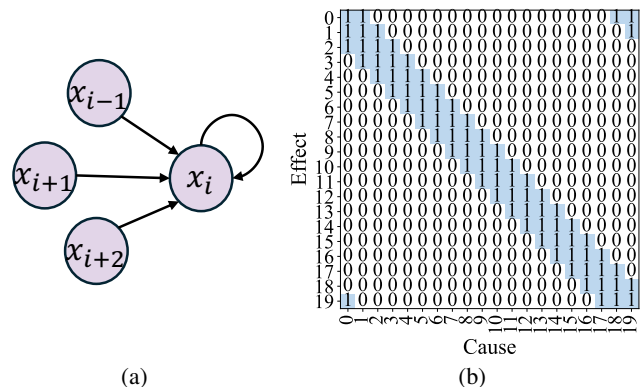 (a)
x_{i−1}
x_{i+1}
x_{i+2}
x_i
(b)
Effect
0 1 1 0 0 0 0 0 0 0 0 0 0 0 0 0 0 0 0 1 1
1 1 1 1 0 0 0 0 0 0 0 0 0 0 0 0 0 0 0 0 1
2 1 1 1 1 0 0 0 0 0 0 0 0 0 0 0 0 0 0 0 0
3 0 1 1 1 1 0 0 0 0 0 0 0 0 0 0 0 0 0 0 0
4 0 0 1 1 1 1 0 0 0 0 0 0 0 0 0 0 0 0 0 0
5 0 0 0 1 1 1 1 0 0 0 0 0 0 0 0 0 0 0 0 0
6 0 0 0 0 1 1 1 1 0 0 0 0 0 0 0 0 0 0 0 0
7 0 0 0 0 0 1 1 1 1 0 0 0 0 0 0 0 0 0 0 0
8 0 0 0 0 0 0 1 1 1 1 0 0 0 0 0 0 0 0 0 0
9 0 0 0 0 0 0 0 1 1 1 1 0 0 0 0 0 0 0 0 0
10 0 0 0 0 0 0 0 0 1 1 1 1 0 0 0 0 0 0 0 0
11 0 0 0 0 0 0 0 0 0 1 1 1 1 0 0 0 0 0 0 0
12 0 0 0 0 0 0 0 0 0 0 1 1 1 1 0 0 0 0 0 0
13 0 0 0 0 0 0 0 0 0 0 0 1 1 1 1 0 0 0 0 0
14 0 0 0 0 0 0 0 0 0 0 0 0 1 1 1 1 0 0 0 0
15 0 0 0 0 0 0 0 0 0 0 0 0 0 1 1 1 1 0 0 0
16 0 0 0 0 0 0 0 0 0 0 0 0 0 0 1 1 1 1 0 0
17 0 0 0 0 0 0 0 0 0 0 0 0 0 0 0 1 1 1 1 0
18 0 0 0 0 0 0 0 0 0 0 0 0 0 0 0 0 1 1 1 1
19 1 0 0 0 0 0 0 0 0 0 0 0 0 0 0 0 0 1 1 1
0 1 2 3 4 5 6 7 8 9 10 11 12 13 14 15 16 17 18 19
Cause